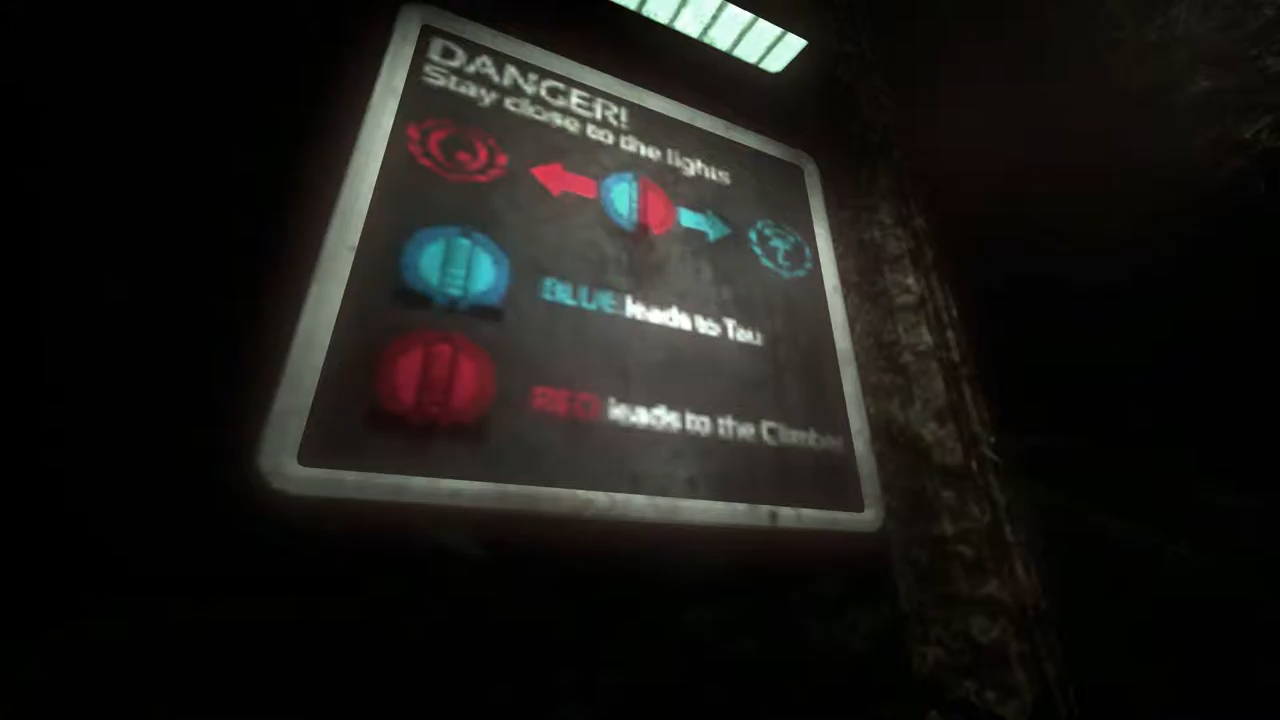 DANGER!
Stay close to the lights
BLUE leads to Tau
RED leads to the Climber